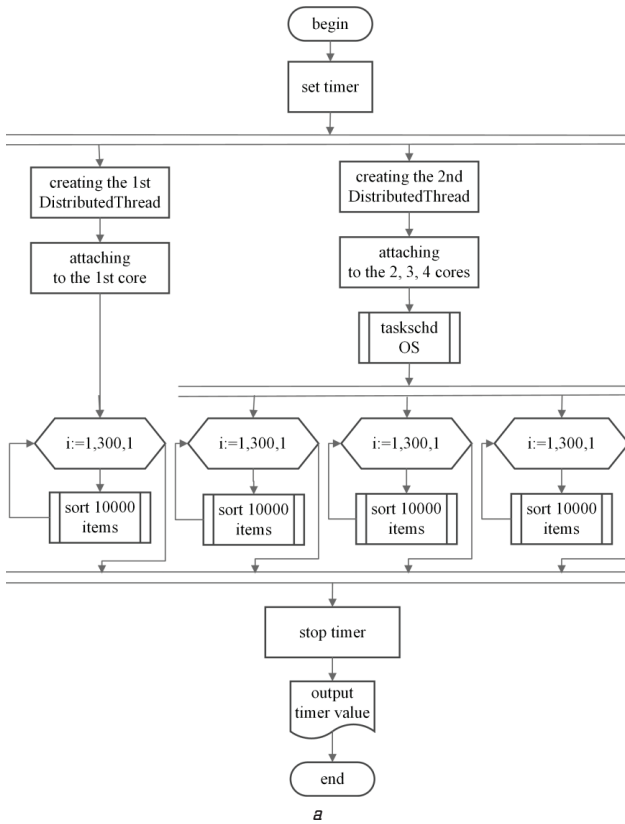 begin
set timer
creating the 1st
DistributedThread
creating the 2nd
DistributedThread
attaching
to the 1st core
attaching
to the 2, 3, 4 cores
taskschd
OS
i:=1,300,1
i:=1,300,1
i:=1,300,1
i:=1,300,1
sort 10000
items
sort 10000
items
sort 10000
items
sort 10000
items
stop timer
output
timer value
end
a